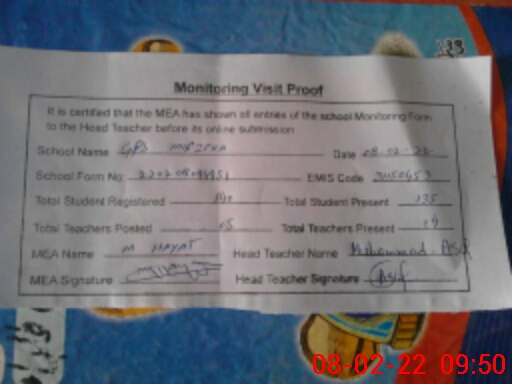 Monitoring Visit Proof
It is certified that the MEA has shown all entries of the school Monitoring Form
to the Head Teacher before its online submission
School Name GPS Date 08-02-22
School Form No: EMIS Code
Total Student Registered Total Student Present 135
Total Teachers Posted 05 Total Teachers Present
MEA Name M HAYAT Head Teacher Name Muhammad
MEA Signature Head Teacher Signature
08-02-22 09:50